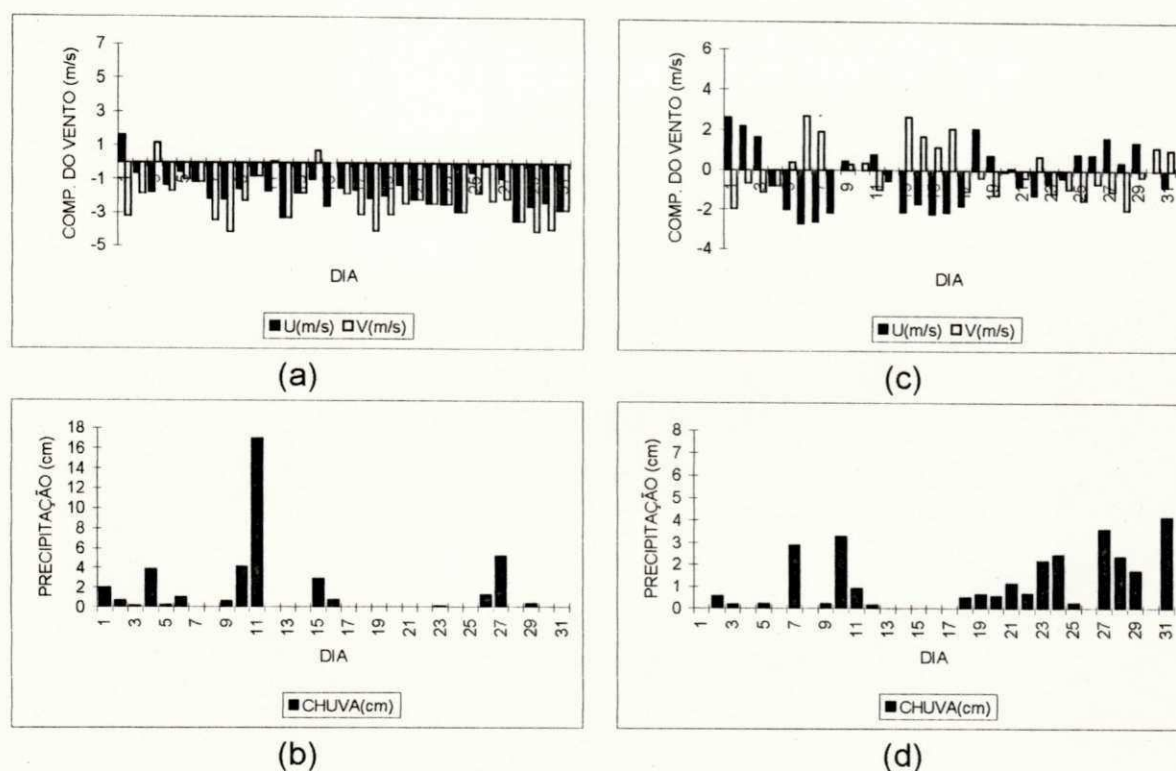 COMP. DO VENTO (m/s)
7
5
3
1
-1
-3
-5
DIA
U(m/s) V(m/s)
(a)
COMP. DO VENTO (m/s)
6
4
2
0
-2
-4
9
29
31
DIA
U(m/s) V(m/s)
(c)
PRECIPITAÇÃO (cm)
18
16
14
12
10
8
6
4
2
0
1 3 5 7 9 11 13 15 17 19 21 23 25 27 29 31
DIA
CHUVA(cm)
(b)
PRECIPITAÇÃO (cm)
8
7
6
5
4
3
2
1
0
1 3 5 7 9 11 13 15 17 19 21 23 25 27 29 31
DIA
CHUVA(cm)
(d)